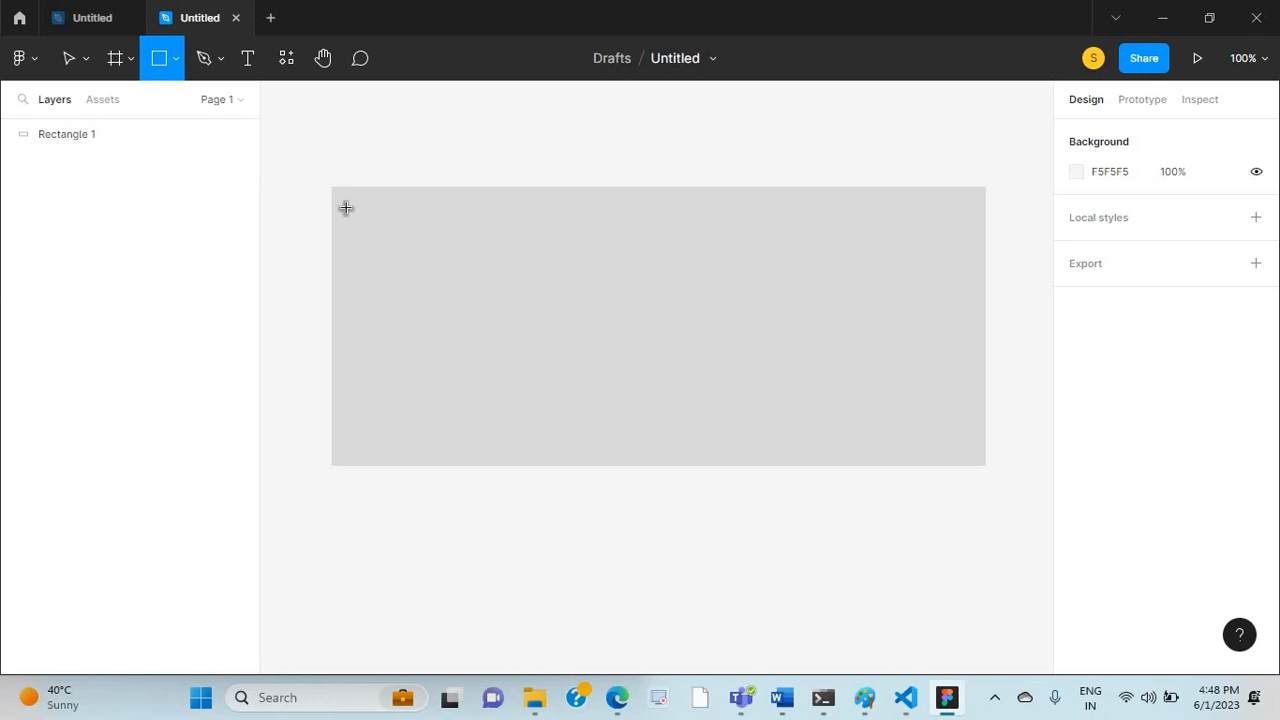 Untitled
Untitled
Drafts / Untitled
S
Share
100%
Layers
Assets
Page 1
Rectangle 1
Design
Prototype
Inspect
Background
F5F5F5
100%
Local styles
Export
?
40°C
Sunny
Search
ENG
IN
4:48 PM
6/1/2023